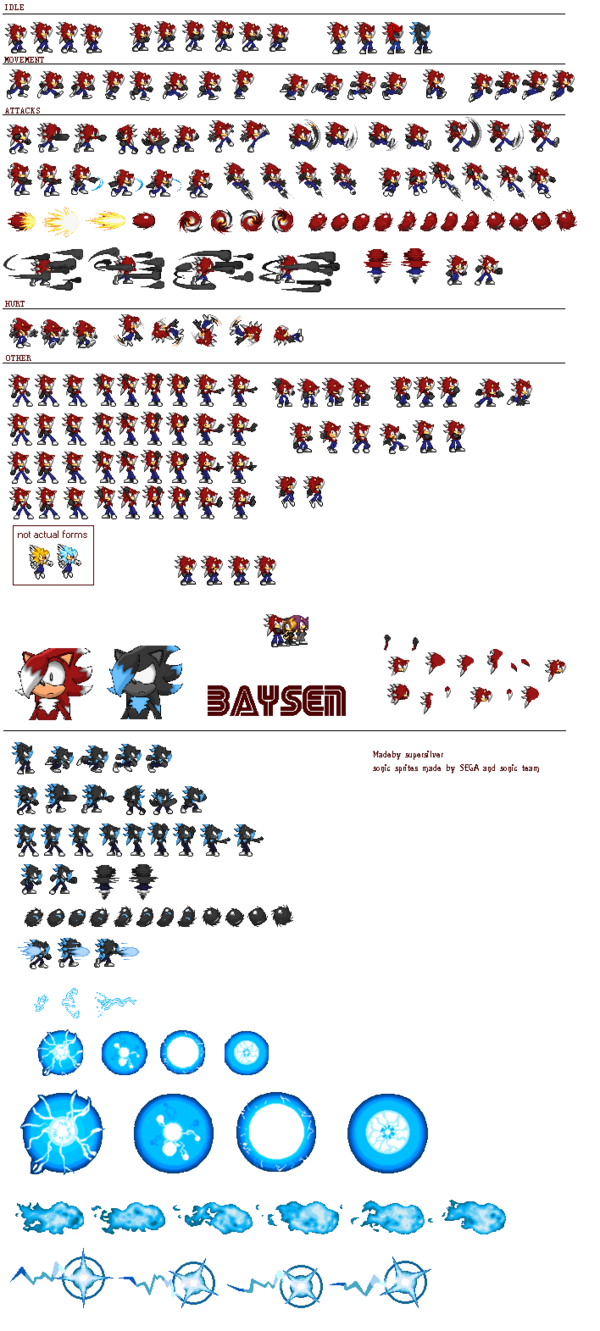 IDLE
MOVEMENT
ATTACKS
HURT
OTHER
not actual forms
BAYSEN
Madeby supersilver
sonic sprites made by SEGA and sonic team